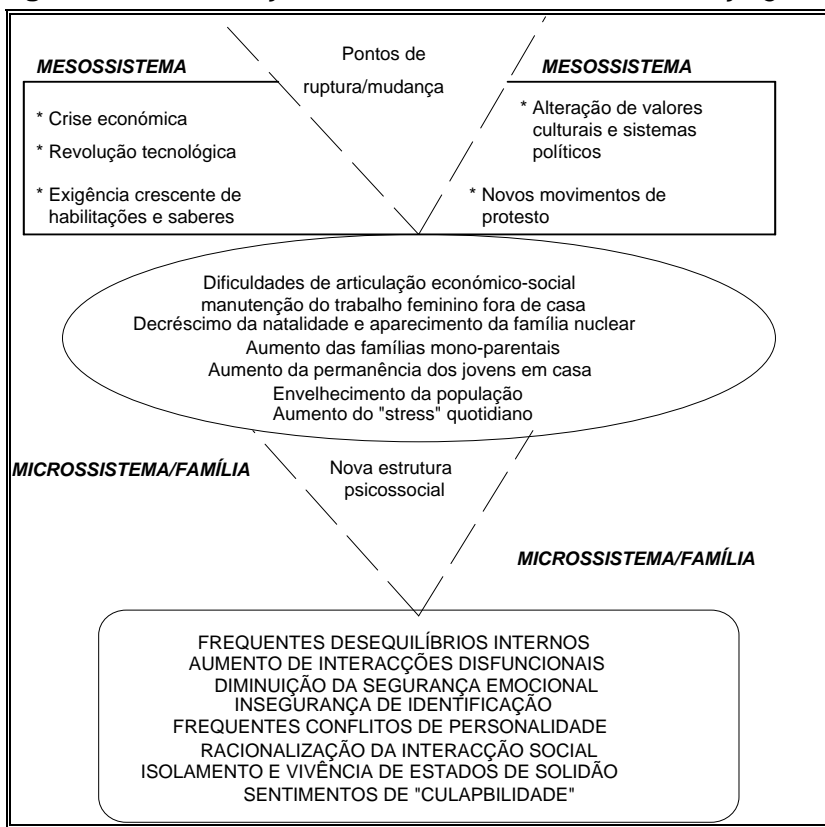 Pontos de
ruptura/mudança
MESOSSISTEMA
* Crise económica
* Revolução tecnológica
* Exigência crescente de
habilitações e saberes
MESOSSISTEMA
* Alteração de valores
culturais e sistemas
políticos
* Novos movimentos de
protesto
Dificuldades de articulação económico-social
manutenção do trabalho feminino fora de casa
Decréscimo da natalidade e aparecimento da família nuclear
Aumento das famílias mono-parentais
Aumento da permanência dos jovens em casa
Envelhecimento da população
Aumento do "stress" quotidiano
MICROSSISTEMA/FAMÍLIA
Nova estrutura
psicossocial
MICROSSISTEMA/FAMÍLIA
FREQUENTES DESEQUILÍBRIOS INTERNOS
AUMENTO DE INTERACÇÕES DISFUNCIONAIS
DIMINUIÇÃO DA SEGURANÇA EMOCIONAL
INSEGURANÇA DE IDENTIFICAÇÃO
FREQUENTES CONFLITOS DE PERSONALIDADE
RACIONALIZAÇÃO DA INTERACÇÃO SOCIAL
ISOLAMENTO E VIVÊNCIA DE ESTADOS DE SOLIDÃO
SENTIMENTOS DE "CULAPBILIDADE"